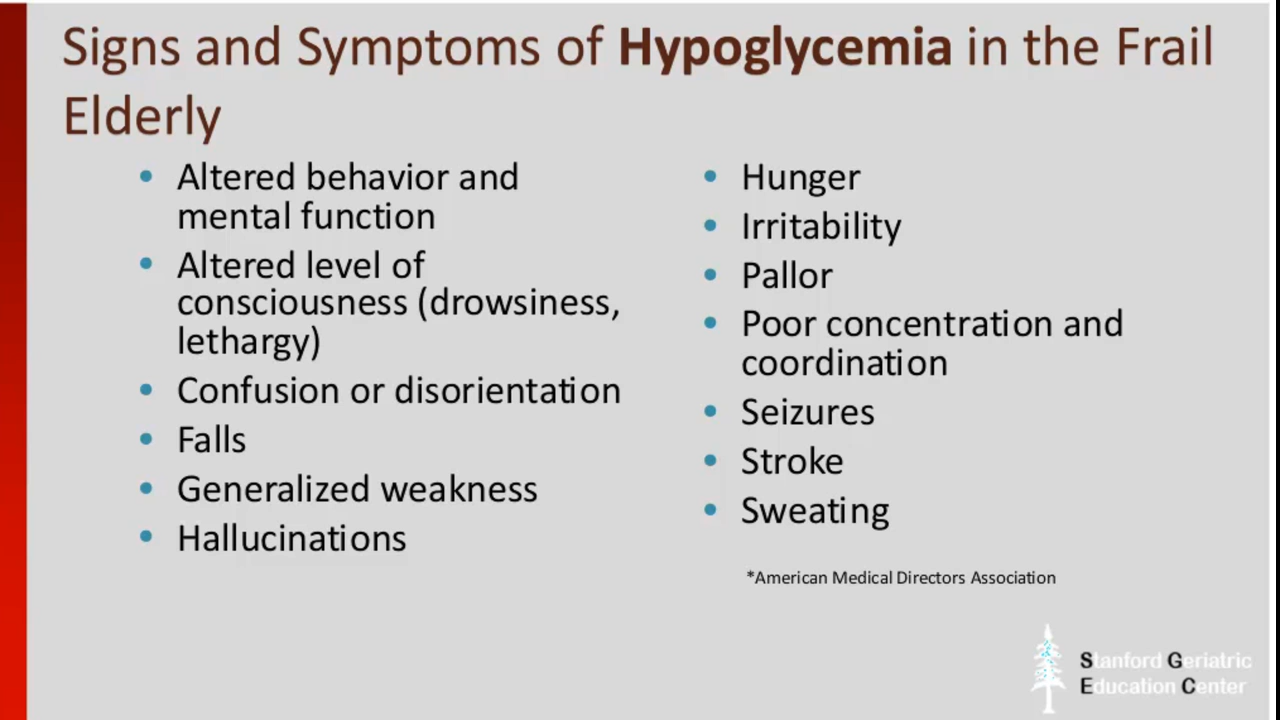 Signs and Symptoms of Hypoglycemia in the Frail
Elderly
• Altered behavior and
mental function
• Altered level of
consciousness (drowsiness,
lethargy)
• Confusion or disorientation
• Falls
• Generalized weakness
• Hallucinations
• Hunger
• Irritability
• Pallor
• Poor concentration and
coordination
• Seizures
• Stroke
• Sweating
*American Medical Directors Association
Stanford Geriatric
Education Center